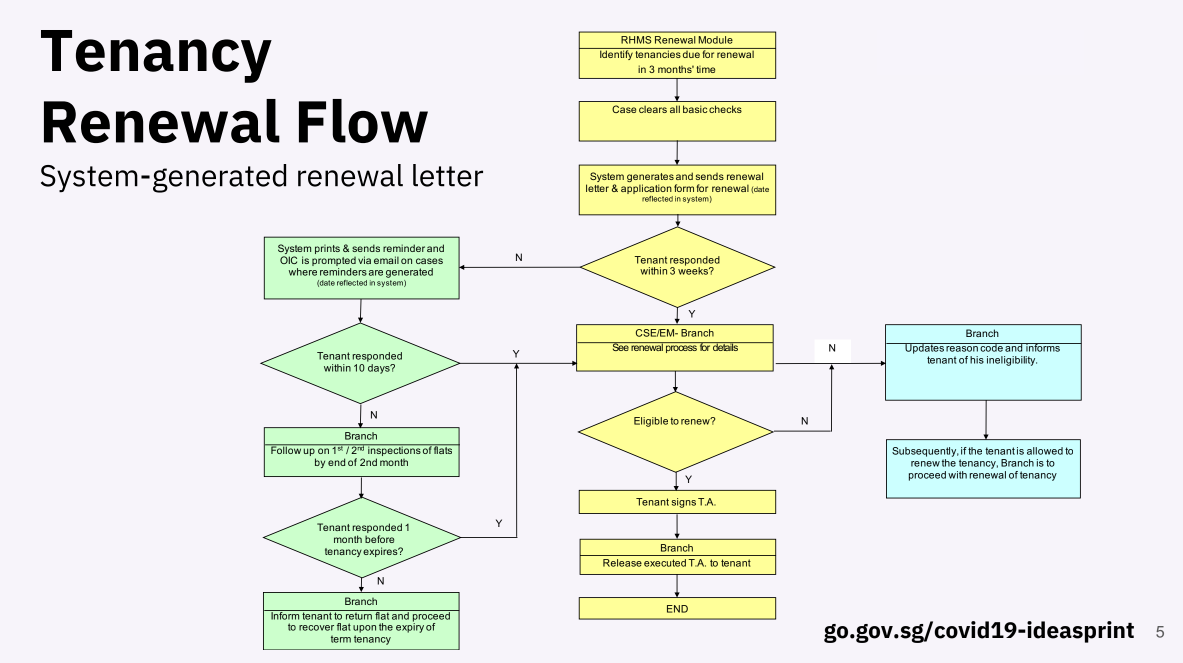 Tenancy
Renewal Flow
System-generated renewal letter
RHMS Renewal Module
Identify tenancies due for renewal
in 3 months' time
Case clears all basic checks
System generates and sends renewal
letter & application form for renewal (date
reflected in system)
Tenant responded
within 3 weeks?
N
Y
System prints & sends reminder and
OIC is prompted via email on cases
where reminders are generated
(date reflected in system)
Tenant responded
within 10 days?
Y
N
Branch
Follow up on 1st / 2nd inspections of flats
by end of 2nd month
Tenant responded 1
month before
tenancy expires?
Y
N
Branch
Inform tenant to return flat and proceed
to recover flat upon the expiry of
term tenancy
CSE/EM- Branch
See renewal process for details
N
Eligible to renew?
N
Y
Tenant signs T.A.
Branch
Release executed T.A. to tenant
END
Branch
Updates reason code and informs
tenant of his ineligibility.
Subsequently, if the tenant is allowed to
renew the tenancy, Branch is to
proceed with renewal of tenancy
go.gov.sg/covid19-ideasprint
5